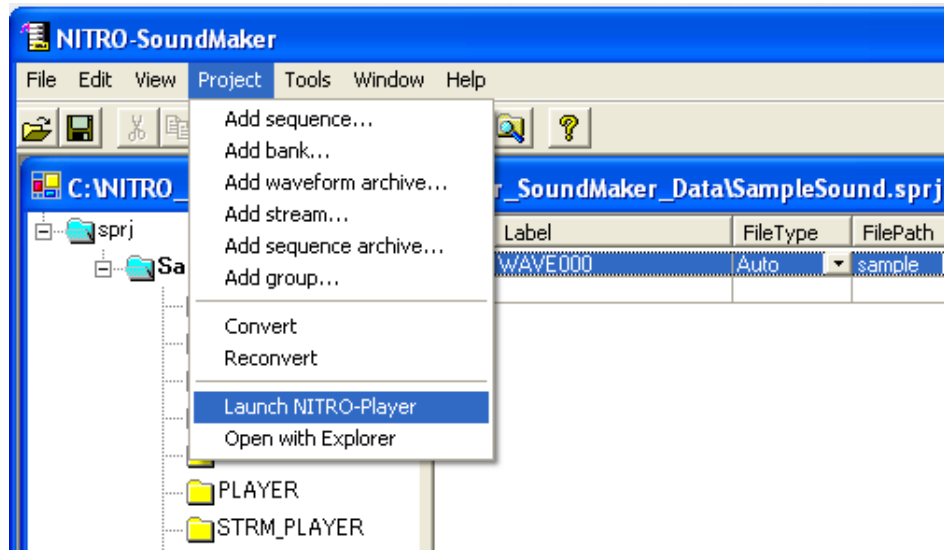 NITRO-SoundMaker
File Edit View Project Tools Window Help
Add sequence...
Add bank...
Add waveform archive...
Add stream...
Add sequence archive...
Add group...
Convert
Reconvert
Launch NITRO-Player
Open with Explorer
C:\NITRO_ r_SoundMaker_Data\SampleSound.sprj
sprj
Sa
PLAYER
STRM_PLAYER
Label FileType FilePath
WAVE000 Auto sample